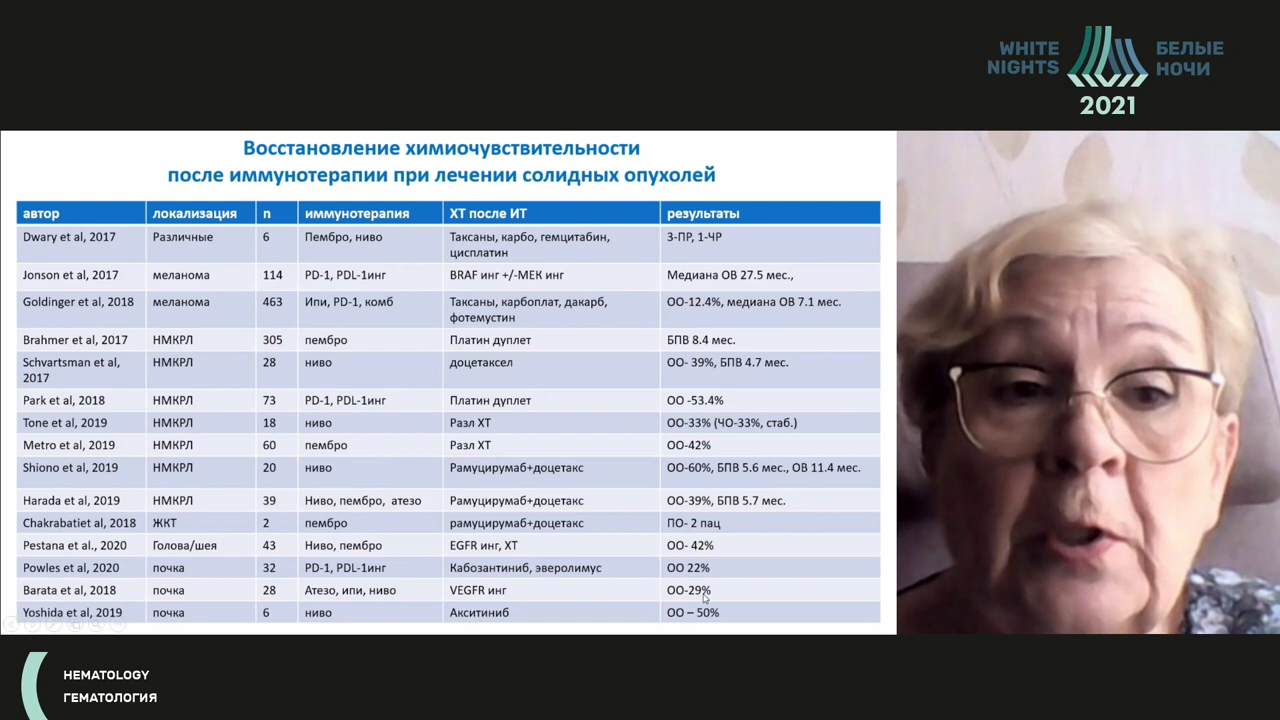 WHITE
NIGHTS
БЕЛЫЕ
НОЧИ
2021
Восстановление химиочувствительности
после иммунотерапии при лечении солидных опухолей
автор локализация n иммунотерапия ХТ после ИТ результаты
Dwary et al, 2017 Различные 6 Пембро, ниво Таксаны, карбо, гемцитабин, 3-ПР, 1-ЧР
цисплатин
Jonson et al, 2017 меланома 114 PD-1, PDL-1инг BRAF инг +/-МЕК инг Медиана ОВ 27.5 мес.,
Goldinger et al, 2018 меланома 463 Ипи, PD-1, комб Таксаны, карбоплат, дакарб, ОО-12.4%, медиана ОВ 7.1 мес.
фотемустин
Brahmer et al, 2017 НМКРЛ 305 пембро Платин дуплет БПВ 8.4 мес.
Schvartsman et al, НМКРЛ 28 ниво доцетаксел ОО- 39%, БПВ 4.7 мес.
2017
Park et al, 2018 НМКРЛ 73 PD-1, PDL-1инг Платин дуплет ОО -53.4%
Tone et al, 2019 НМКРЛ 18 ниво Разл ХТ ОО-33% (ЧО-33%, стаб.)
Metro et al, 2019 НМКРЛ 60 пембро Разл ХТ ОО-42%
Shiono et al, 2019 НМКРЛ 20 ниво Рамуцирумаб+доцетакс ОО-60%, БПВ 5.6 мес., ОВ 11.4 мес.
Harada et al, 2019 НМКРЛ 39 Ниво, пембро, атезо Рамуцирумаб+доцетакс ОО-39%, БПВ 5.7 мес.
Chakrabatiet al, 2018 ЖКТ 2 пембро рамуцирумаб+доцетакс ПО- 2 пац
Pestana et al., 2020 Голова/шея 43 Ниво, пембро EGFR инг, ХТ ОО- 42%
Powles et al, 2020 почка 32 PD-1, PDL-1инг Кабозантиниб, эверолимус ОО 22%
Barata et al, 2018 почка 28 Атезо, ипи, ниво VEGFR инг ОО-29%
Yoshida et al, 2019 почка 6 ниво Акситиниб ОО – 50%
HEMATOLOGY
ГЕМАТОЛОГИЯ